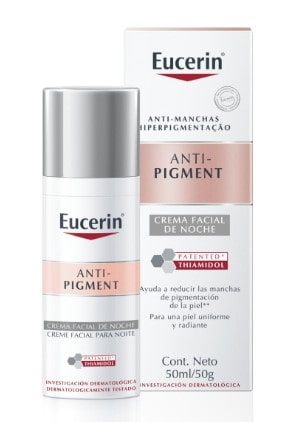 Eucerin®
ANTI-MANCHAS
HIPERPIGMENTAÇÃO
ANTI-
PIGMENT
CREMA FACIAL
DE NOCHE
PATENTED*
THIAMIDOL
Ayuda a reducir las manchas
de pigmentación
de la piel**
Para una piel uniforme
y radiante
Cont. Neto
50ml/50g
INVESTIGACIÓN DERMATOLÓGICA
Eucerin®
ANTI-
PIGMENT
CREMA FACIAL DE NOCHE
CREME FACIAL PARA NOITE
PATENTED*
THIAMIDOL
INVESTIGACIÓN DERMATOLÓGICA
DERMATOLOGICAMENTE TESTADO